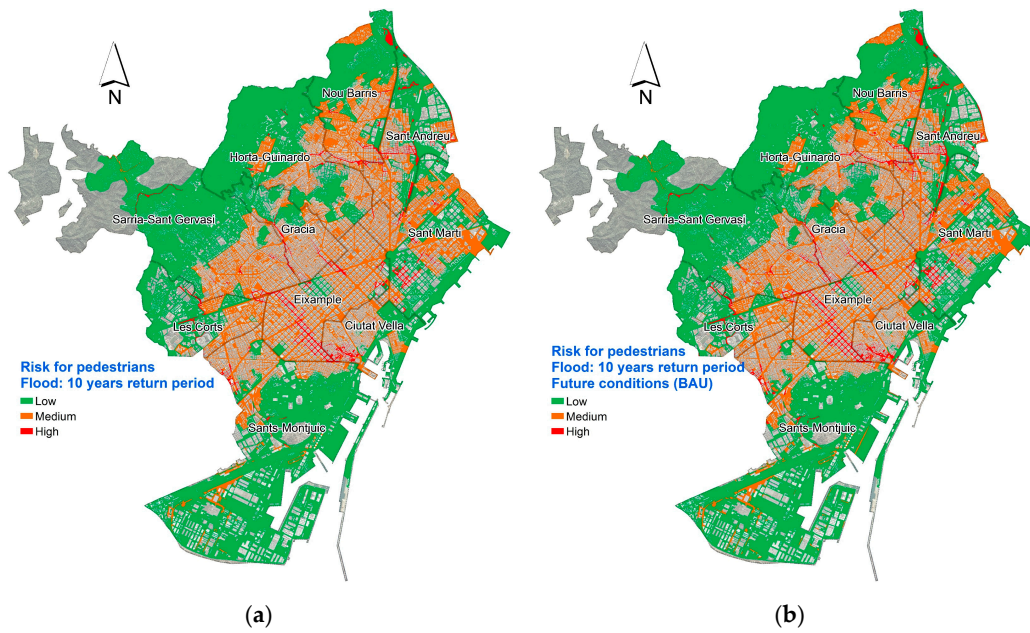 N
Nou Barris
Sant Andreu
Horta-Guinardo
Sarria-Sant Gervasi
Gracia
Sant Marti
Eixample
Les Corts
Ciutat Vella
Risk for pedestrians
Flood: 10 years return period
Low
Medium
High
Sants-Montjuic
(a)
N
Nou Barris
Sant Andreu
Horta-Guinardo
Sarria-Sant Gervasi
Gracia
Sant Marti
Eixample
Les Corts
Ciutat Vella
Risk for pedestrians
Flood: 10 years return period
Future conditions (BAU)
Low
Medium
High
Sants-Montjuic
(b)